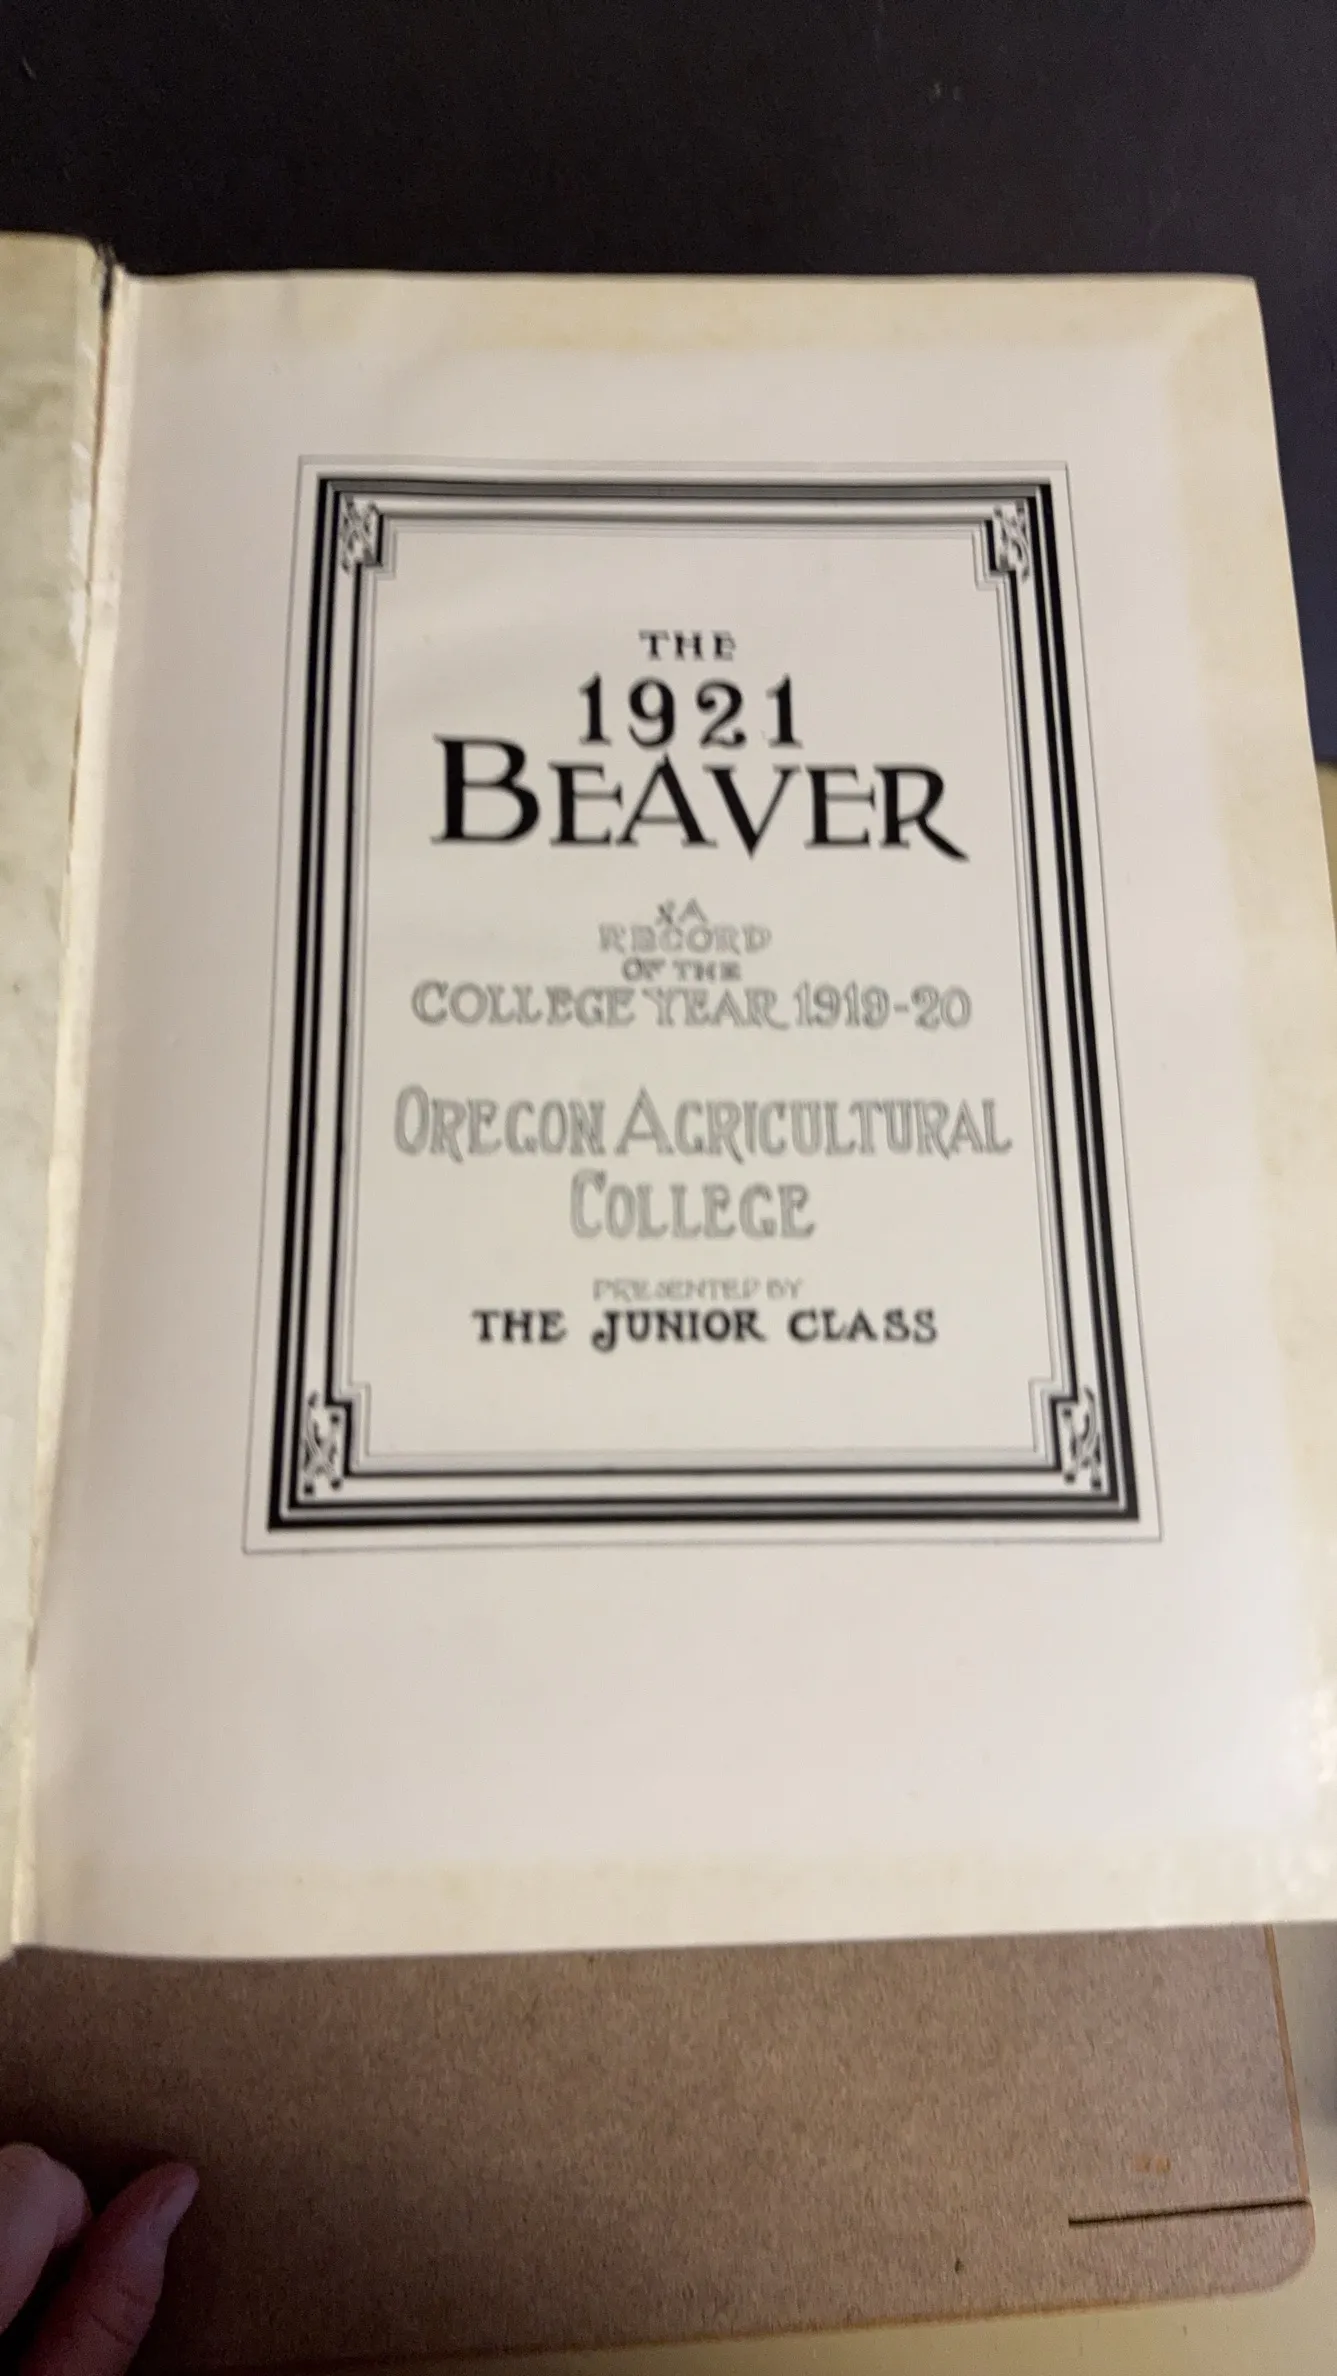 THE
1921
BEAVER
A
RECORD
OF THE
COLLEGE YEAR 1919-20
OREGON AGRICULTURAL
COLLEGE
PRESENTED BY
THE JUNIOR CLASS